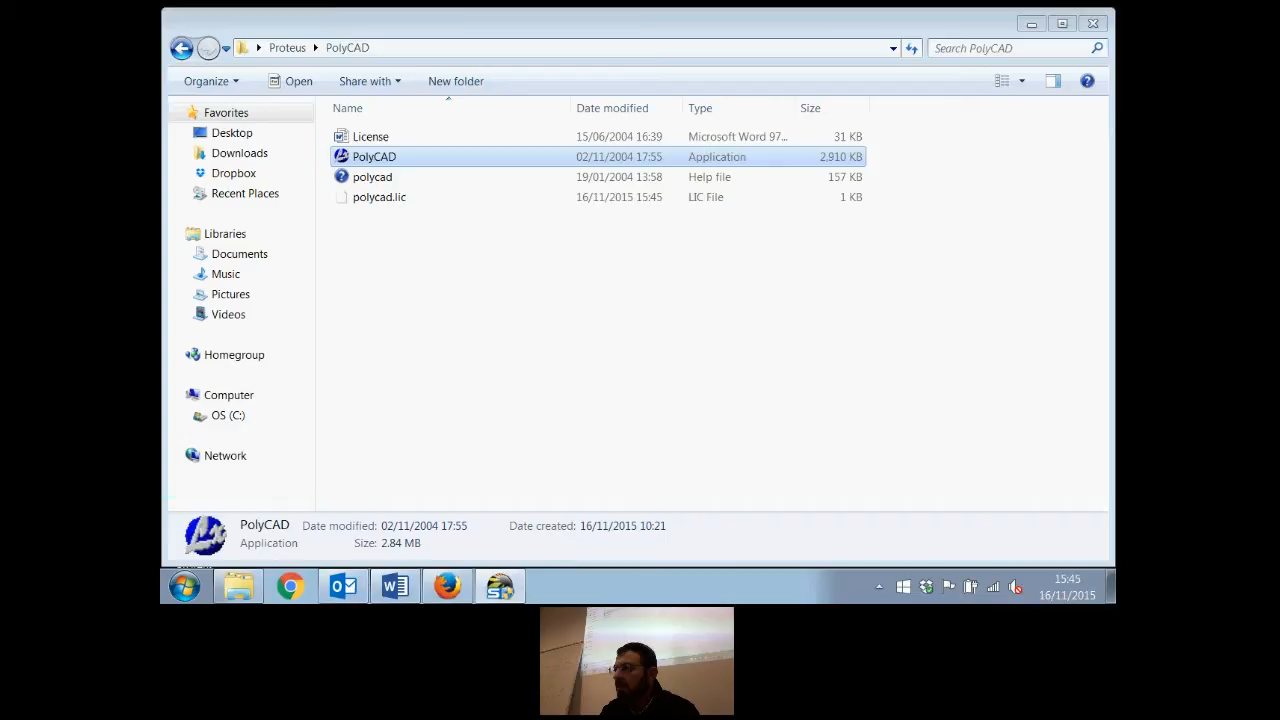 Proteus PolyCAD Search PolyCAD
Organize Open Share with New folder
Name Date modified Type Size
Favorites
Desktop
Downloads
Dropbox
Recent Places
Libraries
Documents
Music
Pictures
Videos
Homegroup
Computer
OS (C:)
Network
License 15/06/2004 16:39 Microsoft Word 97... 31 KB
PolyCAD 02/11/2004 17:55 Application 2,910 KB
polycad 19/01/2004 13:58 Help file 157 KB
polycad.lic 16/11/2015 15:45 LIC File 1 KB
PolyCAD Date modified: 02/11/2004 17:55 Date created: 16/11/2015 10:21
Application Size: 2.84 MB
15:45
16/11/2015